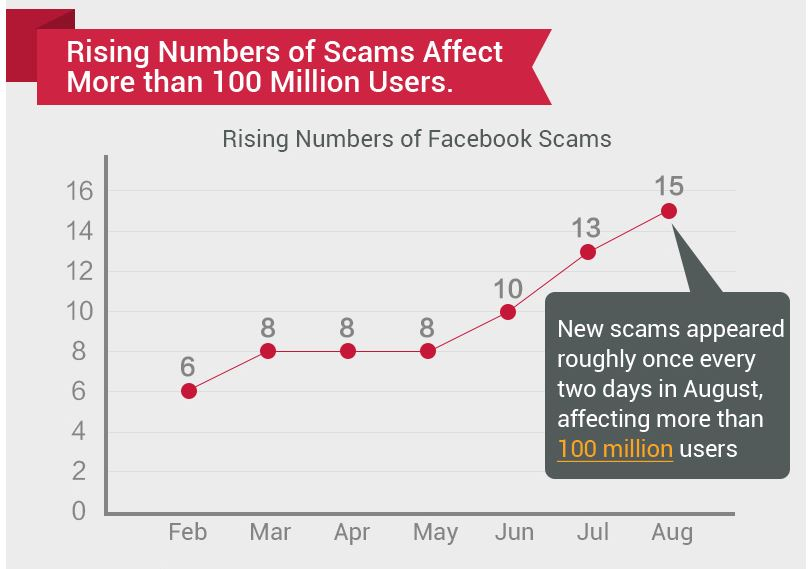 Rising Numbers of Scams Affect
More than 100 Million Users.
Rising Numbers of Facebook Scams
16
14
12
10
8
6
4
2
0
6
8
8
8
10
13
15
New scams appeared
roughly once every
two days in August,
affecting more than
100 million users
Feb Mar Apr May Jun Jul Aug